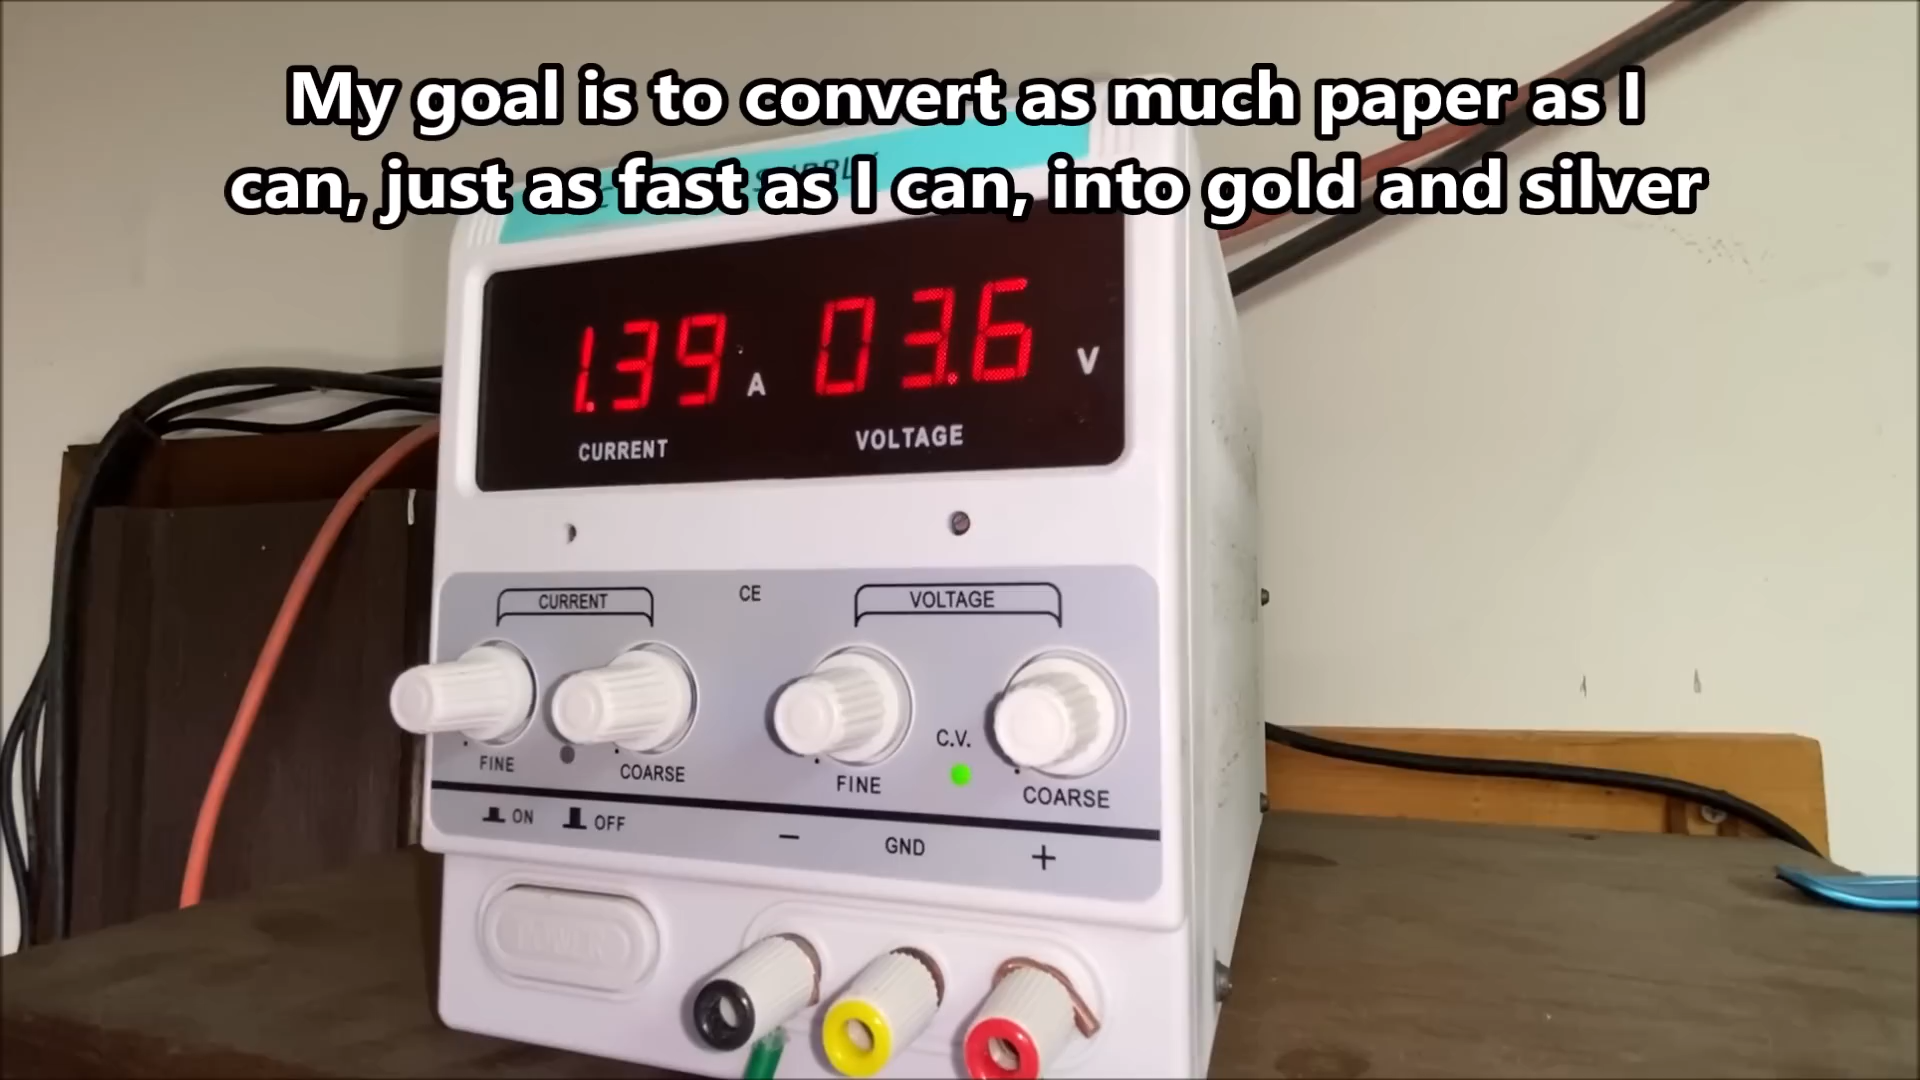 My goal is to convert as much paper as I
can, just as fast as I can, into gold and silver
1.39 A 03.6 V
CURRENT VOLTAGE
CURRENT CE VOLTAGE
C.V.
FINE COARSE FINE COARSE
ON OFF
− GND +
POWER